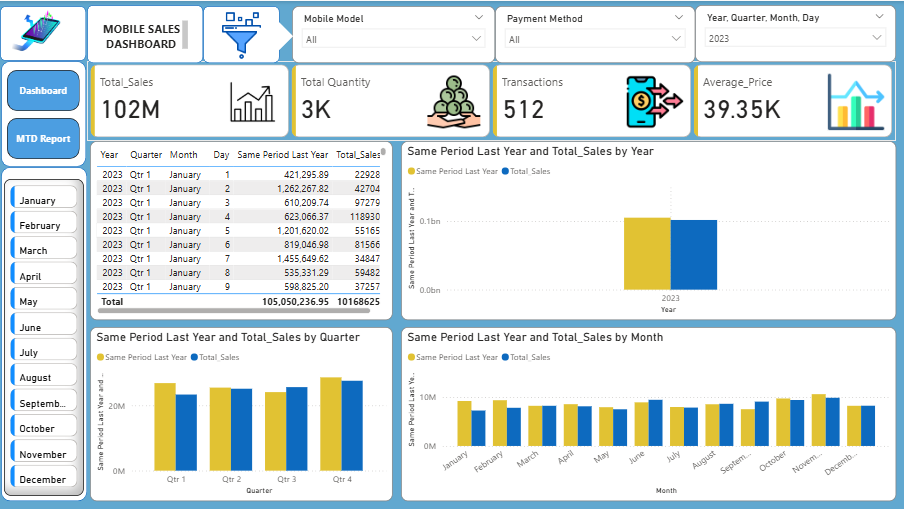 MOBILE SALES
DASHBOARD
Mobile Model
All
Payment Method
All
Year, Quarter, Month, Day
2023
Dashboard
MTD Report
Total_Sales
102M
Total Quantity
3K
Transactions
512
Average_Price
39.35K
January
February
March
April
May
June
July
August
Septemb...
October
November
December
Year Quarter Month Day Same Period Last Year Total_Sales
2023 Qtr 1 January 1 421,295.89 22928
2023 Qtr 1 January 2 1,262,267.82 42704
2023 Qtr 1 January 3 610,209.74 97279
2023 Qtr 1 January 4 623,066.37 118930
2023 Qtr 1 January 5 1,201,620.02 55165
2023 Qtr 1 January 6 819,046.98 81566
2023 Qtr 1 January 7 1,455,649.62 34847
2023 Qtr 1 January 8 535,331.29 59482
2023 Qtr 1 January 9 598,825.20 37257
Total 105,050,236.95 10168625
Same Period Last Year and Total_Sales by Year
Same Period Last Year Total_Sales
Same Period Last Year and T...
0.1bn
0.0bn
2023
Year
Same Period Last Year and Total_Sales by Quarter
Same Period Last Year Total_Sales
Same Period Last Year and ...
20M
0M
Qtr 1 Qtr 2 Qtr 3 Qtr 4
Quarter
Same Period Last Year and Total_Sales by Month
Same Period Last Year Total_Sales
Same Period Last Ye...
10M
0M
January February March April May June July August Septem... October Novem... Decemb...
Month